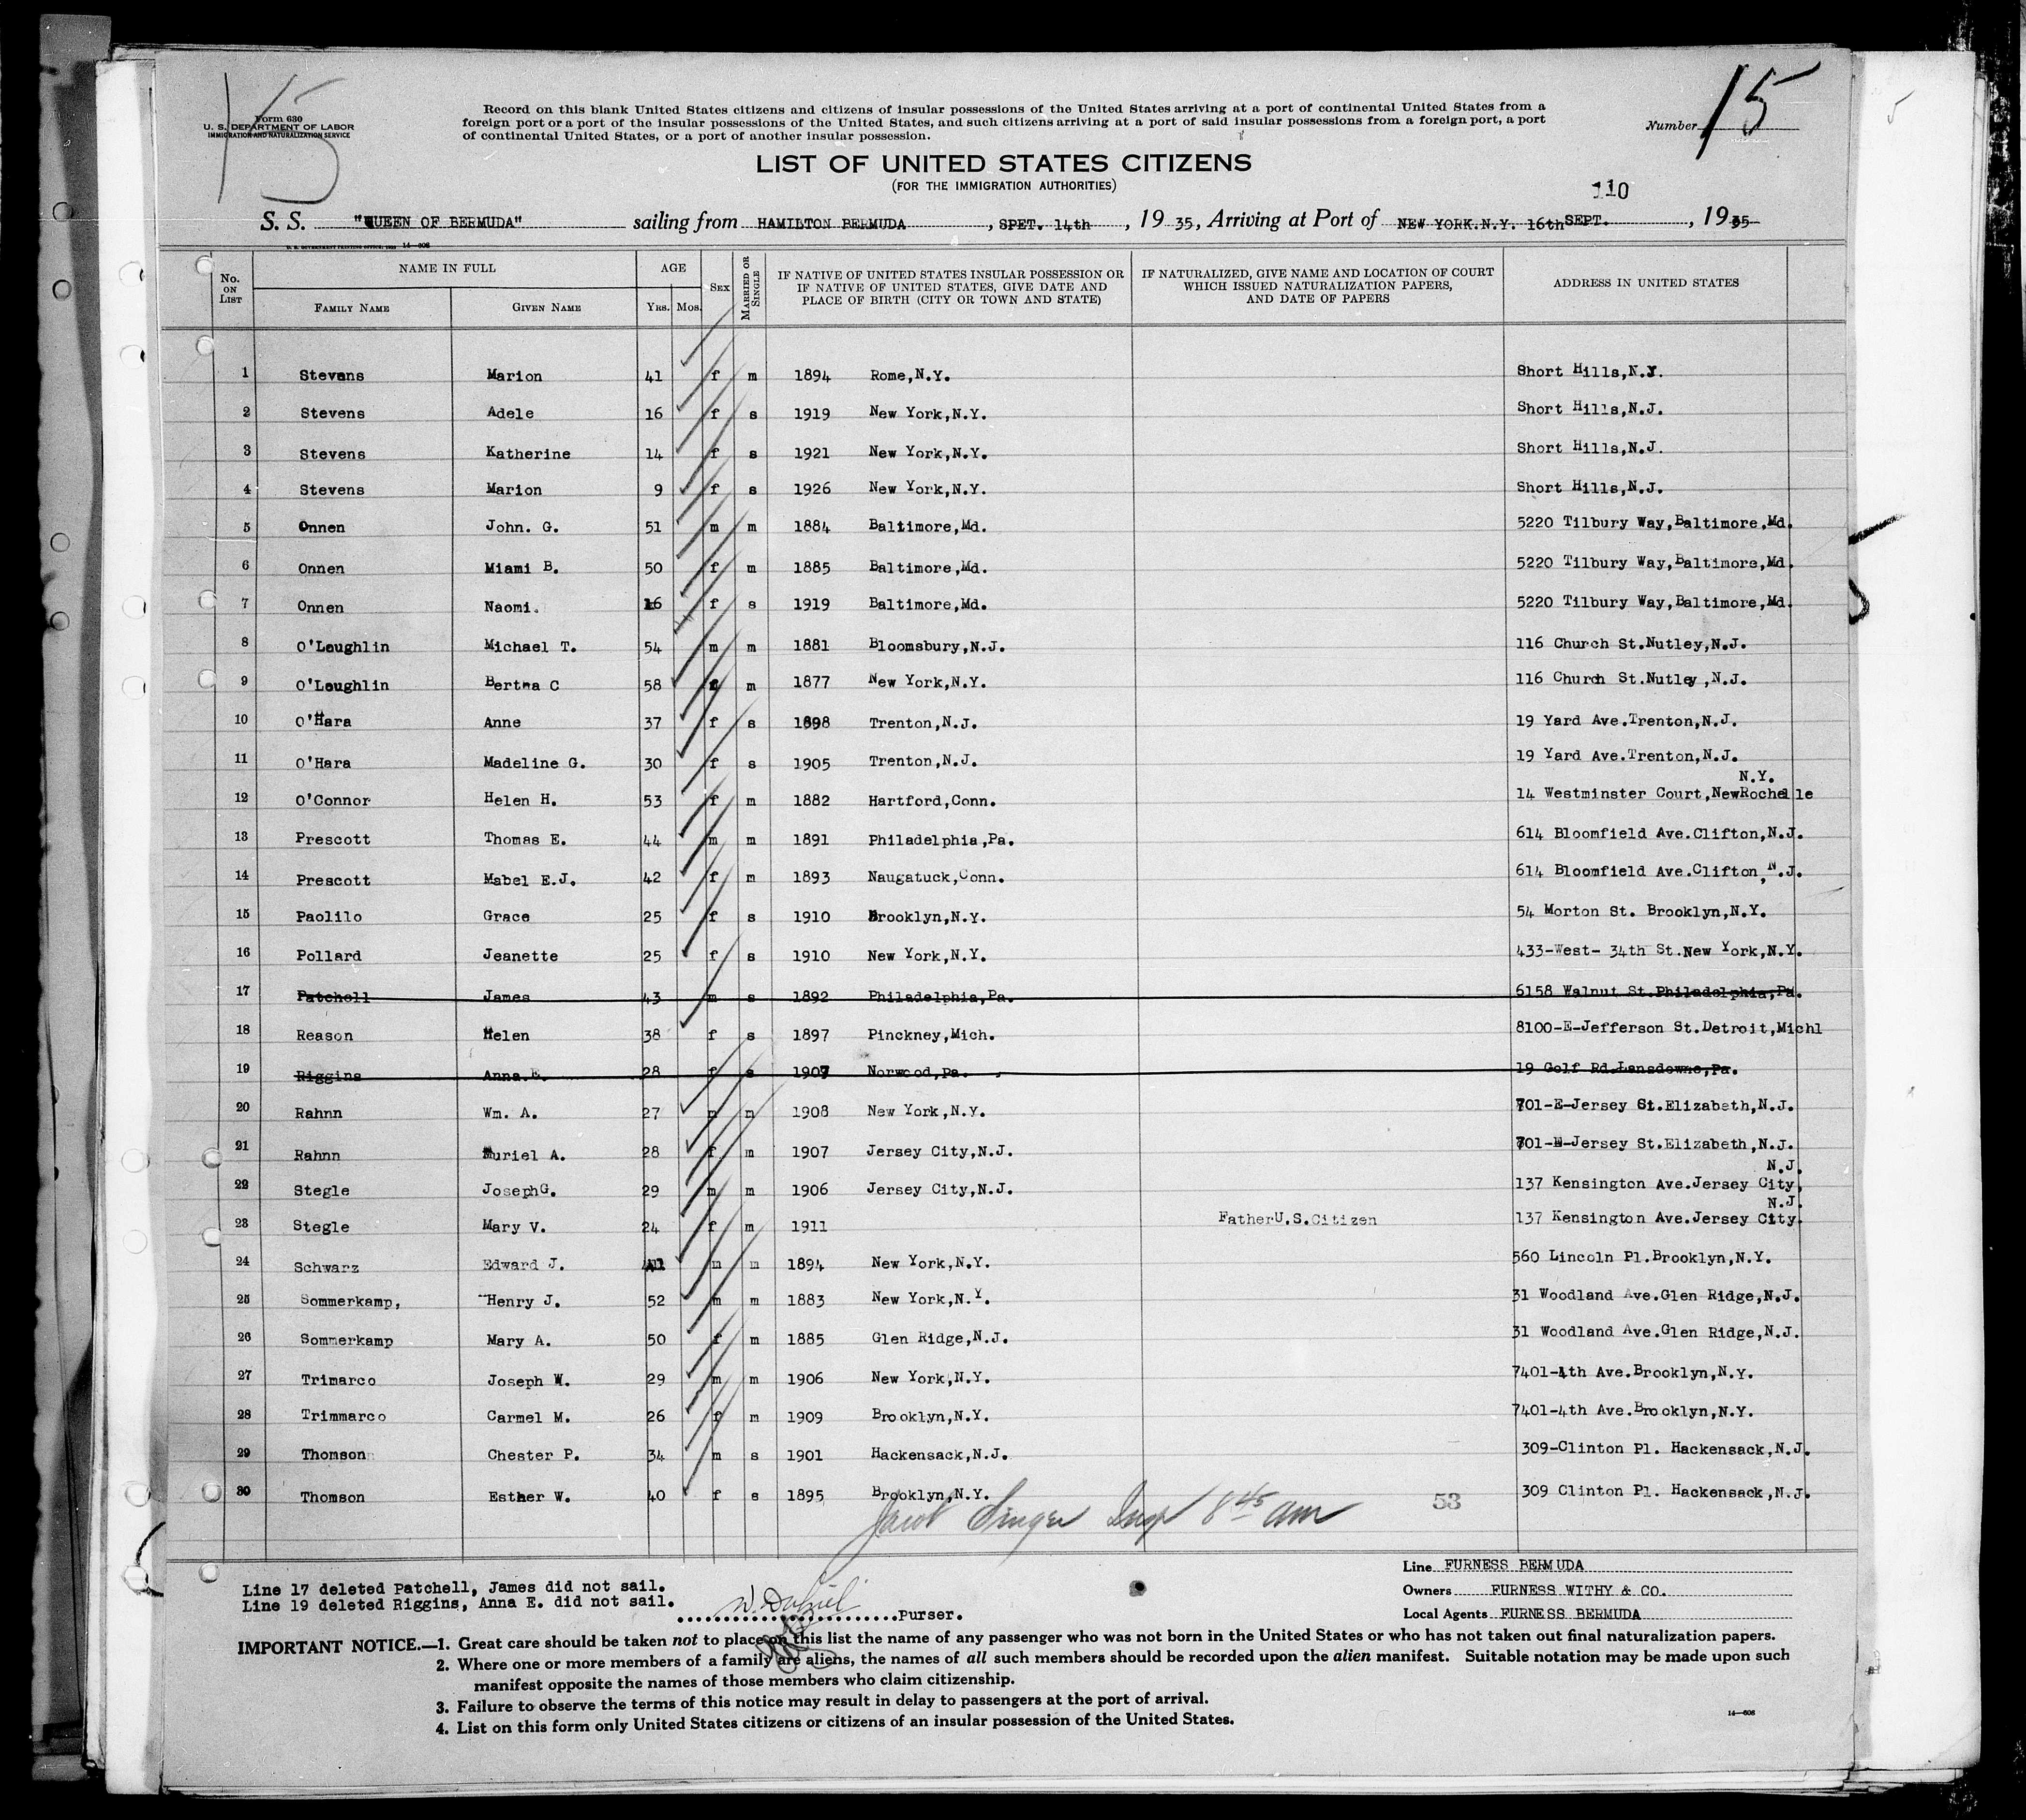 15
Form 630
U. S. DEPARTMENT OF LABOR
IMMIGRATION AND NATURALIZATION SERVICE
Record on this blank United States citizens and citizens of insular possessions of the United States arriving at a port of continental United States from a
foreign port or a port of the insular possessions of the United States, and such citizens arriving at a port of said insular possessions from a foreign port, a port
of continental United States, or a port of another insular possession.
Number 15
5
LIST OF UNITED STATES CITIZENS
(FOR THE IMMIGRATION AUTHORITIES)
110
S. S. "QUEEN OF BERMUDA" sailing from HAMILTON BERMUDA, SPET. 14th, 1935, Arriving at Port of NEW YORK.N.Y. 16th SEPT., 1935
No. ON LIST NAME IN FULL FAMILY NAME GIVEN NAME AGE YRS. MOS. SEX MARRIED OR SINGLE IF NATIVE OF UNITED STATES INSULAR POSSESSION OR IF NATIVE OF UNITED STATES, GIVE DATE AND PLACE OF BIRTH (CITY OR TOWN AND STATE) IF NATURALIZED, GIVE NAME AND LOCATION OF COURT WHICH ISSUED NATURALIZATION PAPERS, AND DATE OF PAPERS ADDRESS IN UNITED STATES
1 Stevens Marion 41 f m 1894 Rome,N.Y. Short Hills,N.J.
2 Stevens Adele 16 f s 1919 New York,N.Y. Short Hills,N.J.
3 Stevens Katherine 14 f s 1921 New York,N.Y. Short Hills,N.J.
4 Stevens Marion 9 f s 1926 New York,N.Y. Short Hills,N.J.
5 Onnen John. G. 51 m m 1884 Baltimore,Md. 5220 Tilbury Way,Baltimore,Md.
6 Onnen Miami B. 50 f m 1885 Baltimore,Md. 5220 Tilbury Way,Baltimore,Md.
7 Onnen Naomi. 16 f s 1919 Baltimore,Md. 5220 Tilbury Way,Baltimore,Md.
8 O'Loughlin Michael T. 54 m m 1881 Bloomsbury,N.J. 116 Church St.Nutley,N.J.
9 O'Loughlin Bertha C 58 f m 1877 New York,N.Y. 116 Church St.Nutley,N.J.
10 O'Hara Anne 37 f s 1898 Trenton,N.J. 19 Yard Ave.Trenton,N.J.
11 O'Hara Madeline G. 30 f s 1905 Trenton,N.J. 19 Yard Ave.Trenton,N.J.
N.Y.
12 O'Connor Helen H. 53 f m 1882 Hartford,Conn. 14 Westminster Court,NewRochelle
13 Prescott Thomas E. 44 m m 1891 Philadelphia,Pa. 614 Bloomfield Ave.Clifton,N.J.
14 Prescott Mabel E.J. 42 f m 1893 Naugatuck,Conn. 614 Bloomfield Ave.Clifton,N.J.
15 Paolilo Grace 25 f s 1910 Brooklyn,N.Y. 54 Morton St. Brooklyn,N.Y.
16 Pollard Jeanette 25 f s 1910 New York,N.Y. 433-West- 34th St.New York,N.Y.
17 Patchell James 43 m s 1892 Philadelphia,Pa. 6158 Walnut St.Philadelphia,Pa.
18 Reason Helen 38 f s 1897 Pinckney,Mich. 8100-E-Jefferson St.Detroit,Michl
19 Riggins Anna.E. 28 f s 1907 Norwood,Pa. 19 Golf Rd.Lansdowne,Pa.
20 Rahnn Wm. A. 27 m m 1908 New York,N.Y. 701-E-Jersey St.Elizabeth,N.J.
21 Rahnn Muriel A. 28 f m 1907 Jersey City,N.J. 701-E-Jersey St.Elizabeth,N.J.
N.J.
22 Stegle JosephG. 29 m m 1906 Jersey City,N.J. 137 Kensington Ave.Jersey City,
N.J.
23 Stegle Mary V. 24 f m 1911 FatherU.S.Citizen 137 Kensington Ave.Jersey City.
24 Schwarz Edward J. 41 m m 1894 New York,N.Y. 560 Lincoln Pl.Brooklyn,N.Y.
25 Sommerkamp, Henry J. 52 m m 1883 New York,N.Y. 31 Woodland Ave.Glen Ridge,N.J.
26 Sommerkamp Mary A. 50 f m 1885 Glen Ridge,N.J. 31 Woodland Ave.Glen Ridge,N.J.
27 Trimarco Joseph W. 29 m m 1906 New York,N.Y. 7401-4th Ave.Brooklyn,N.Y.
28 Trimmarco Carmel M. 26 f m 1909 Brooklyn,N.Y. 7401-4th Ave.Brooklyn,N.Y.
29 Thomson Chester P. 34 m s 1901 Hackensack,N.J. 309-Clinton Pl. Hackensack,N.J.
30 Thomson Esther W. 40 f s 1895 Brooklyn,N.Y. 309 Clinton Pl. Hackensack,N.J.
Jacob Singer Insp 8 45 am 53
Line 17 deleted Patchell, James did not sail.
Line 19 deleted Riggins, Anna E. did not sail.
Purser.
Line FURNESS BERMUDA
Owners FURNESS WITHY & CO.
Local Agents FURNESS BERMUDA
IMPORTANT NOTICE.—1. Great care should be taken not to place on this list the name of any passenger who was not born in the United States or who has not taken out final naturalization papers.
2. Where one or more members of a family are aliens, the names of all such members should be recorded upon the alien manifest. Suitable notation may be made upon such
manifest opposite the names of those members who claim citizenship.
3. Failure to observe the terms of this notice may result in delay to passengers at the port of arrival.
4. List on this form only United States citizens or citizens of an insular possession of the United States.
14—608